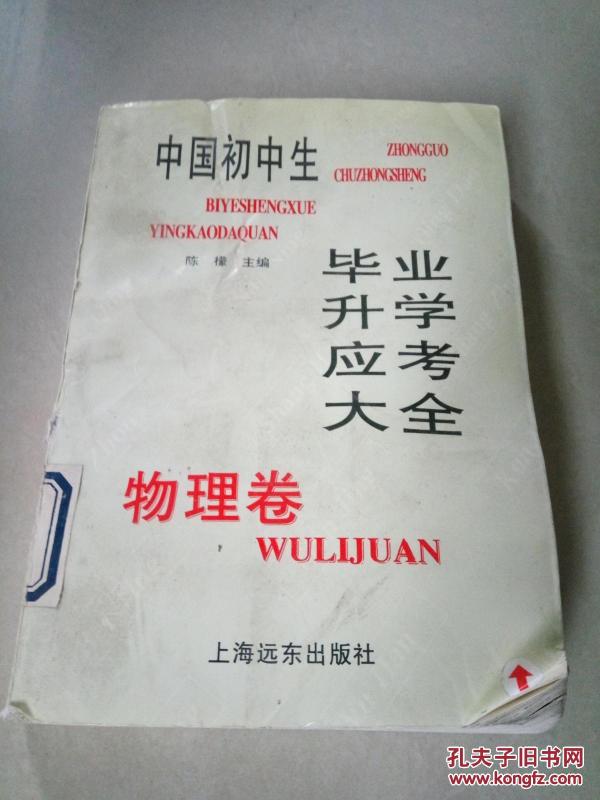 中国初中生
ZHONGGUO
CHUZHONGSHENG
BIYESHENGXUE
YINGKAODAQUAN
陈檬 主编
毕业
升学
应考
大全
物理卷
WULIJUAN
上海远东出版社
孔夫子旧书网
www.kongfz.com